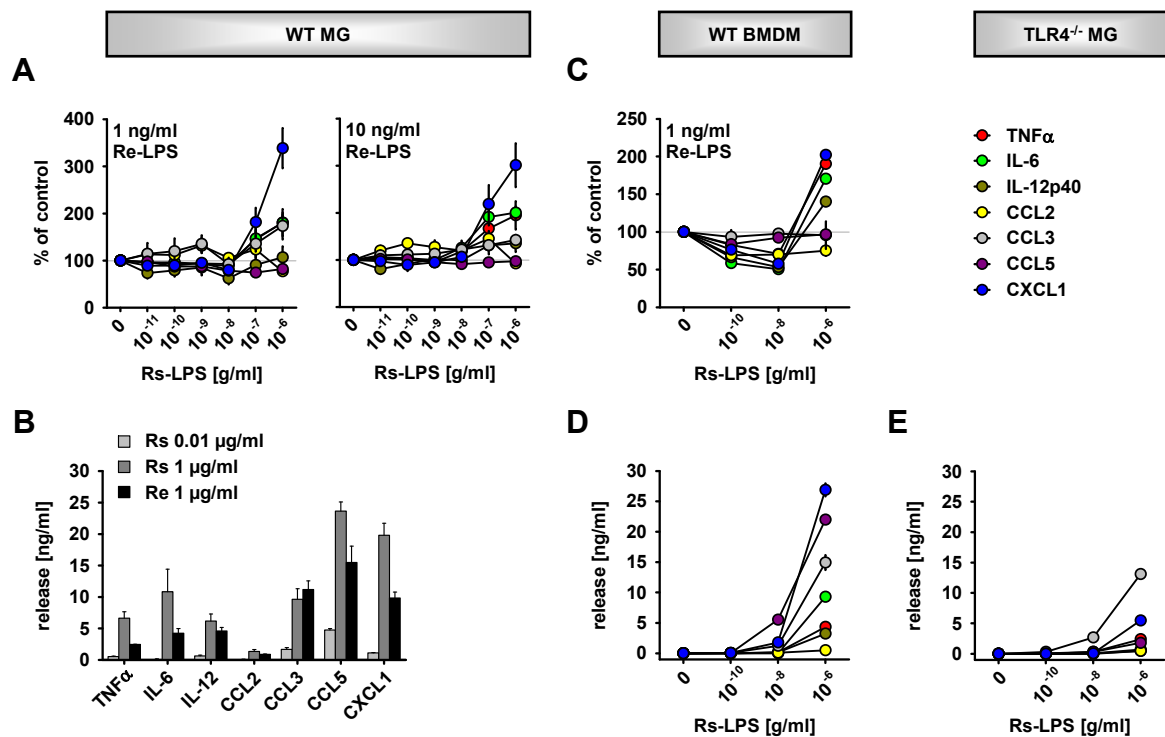 WT MG
WT BMDM
TLR4-/- MG
A
% of control
400
300
200
100
0
1 ng/ml
Re-LPS
0
10-11
10-10
10-9
10-8
10-7
10-6
Rs-LPS [g/ml]
10 ng/ml
Re-LPS
0
10-11
10-10
10-9
10-8
10-7
10-6
Rs-LPS [g/ml]
C
% of control
250
200
150
100
50
0
1 ng/ml
Re-LPS
0
10-10
10-8
10-6
Rs-LPS [g/ml]
TNFα
IL-6
IL-12p40
CCL2
CCL3
CCL5
CXCL1
B
Rs 0.01 µg/ml
Rs 1 µg/ml
Re 1 µg/ml
release [ng/ml]
30
25
20
15
10
5
0
TNFα
IL-6
IL-12
CCL2
CCL3
CCL5
CXCL1
D
release [ng/ml]
30
25
20
15
10
5
0
0
10-10
10-8
10-6
Rs-LPS [g/ml]
E
release [ng/ml]
30
25
20
15
10
5
0
0
10-10
10-8
10-6
Rs-LPS [g/ml]